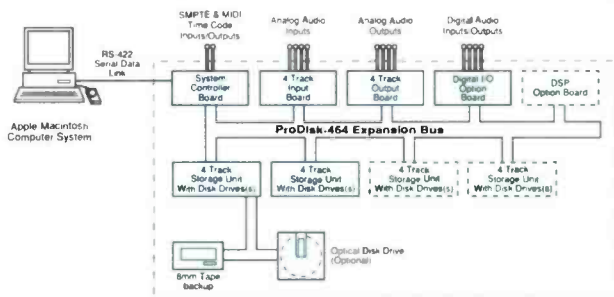 SMPTE & MIDI
Time Code
Inputs/Outputs
Analog Audio
Inputs
Analog Audio
Outputs
Digital Audio
Inputs/Outputs
RS-422
Serial Data
Link
System
Controller
Board
4 Track
Input
Board
4 Track
Output
Board
Digital I/O
Option
Board
DSP
Option Board
Apple Macintosh
Computer System
ProDisk-464 Expansion Bus
4 Track
Storage Unit
With Disk Drives(s)
4 Track
Storage Unit
With Disk Drives(s)
4 Track
Storage Unit
With Disk Drives(s)
4 Track
Storage Unit
With Disk Drives(s)
8mm Tape
backup
Optical Disk Drive
(Optional)